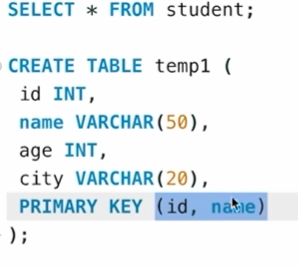 SELECT * FROM student;
CREATE TABLE temp1 (
id INT,
name VARCHAR(50),
age INT,
city VARCHAR(20),
PRIMARY KEY (id, name)
);